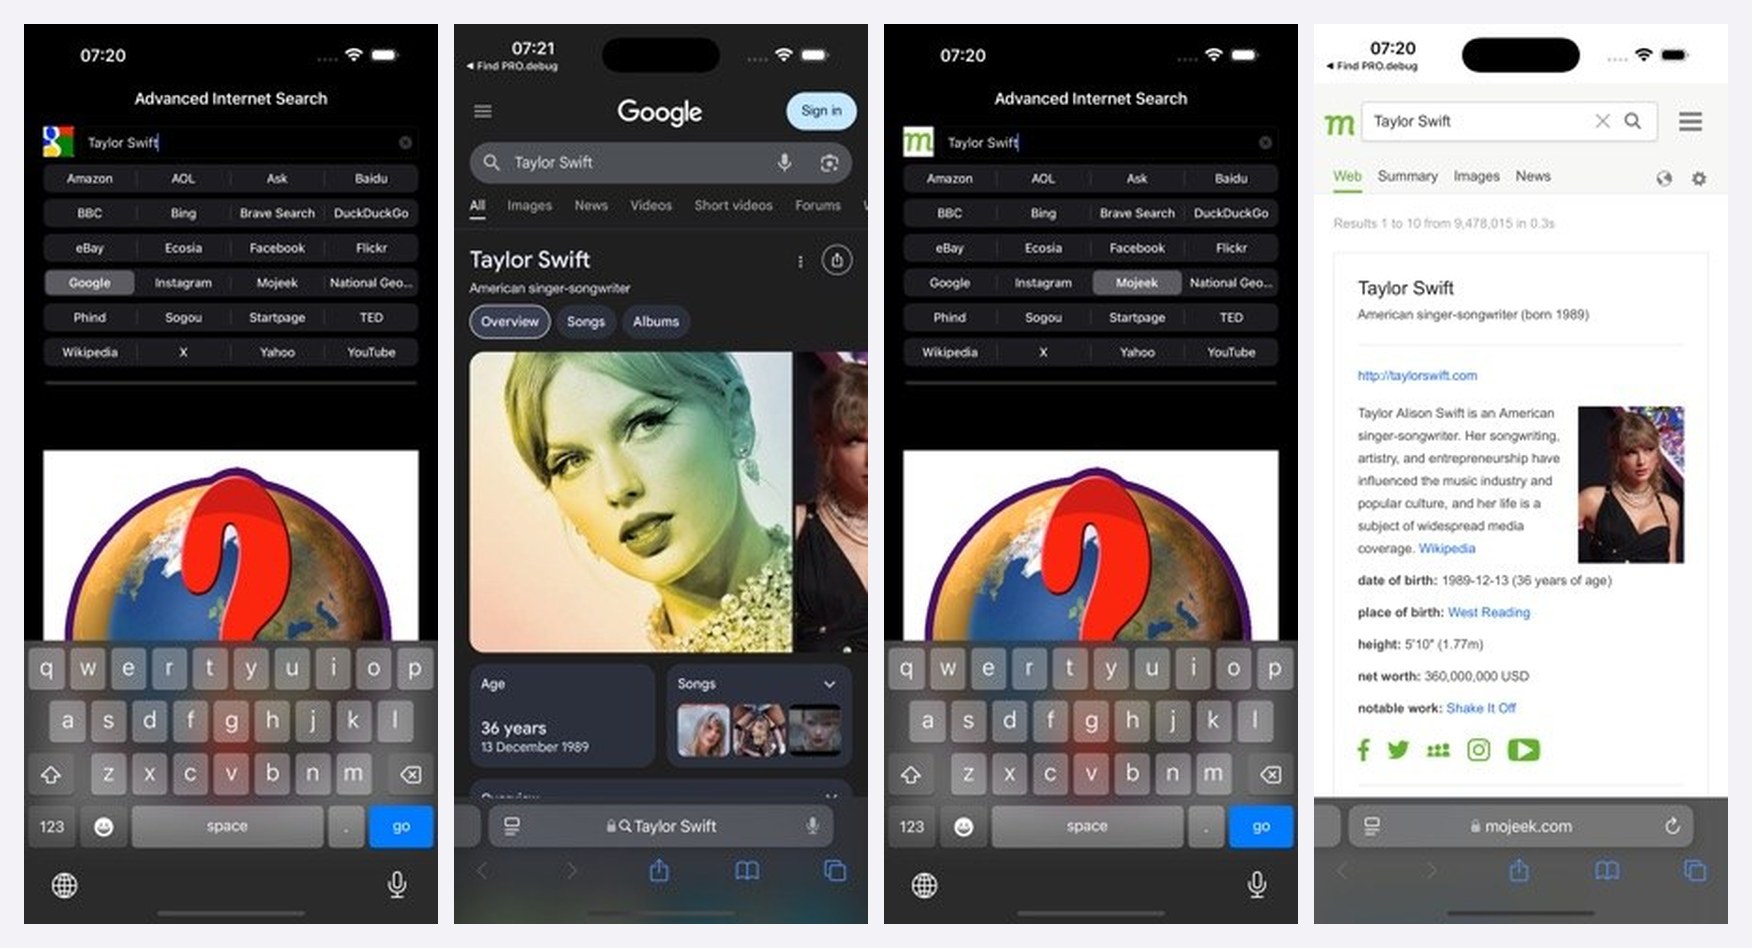 07:20
Advanced Internet Search
Taylor Swift
Amazon AOL Ask Baidu
BBC Bing Brave Search DuckDuckGo
eBay Ecosia Facebook Flickr
Google Instagram Mojeek National Geo...
Phind Sogou Startpage TED
Wikipedia X Yahoo YouTube
q w e r t y u i o p
a s d f g h j k l
z x c v b n m
123 space . go
07:21
◀ Find PRO.debug
Google Sign in
Taylor Swift
All Images News Videos Short videos Forums
Taylor Swift
American singer-songwriter
Overview Songs Albums
Age Songs
36 years
13 December 1989
Overview
Taylor Swift
07:20
Advanced Internet Search
m Taylor Swift
Amazon AOL Ask Baidu
BBC Bing Brave Search DuckDuckGo
eBay Ecosia Facebook Flickr
Google Instagram Mojeek National Geo...
Phind Sogou Startpage TED
Wikipedia X Yahoo YouTube
?
q w e r t y u i o p
a s d f g h j k l
z x c v b n m
123 space . go
07:20
◀ Find PRO.debug
m Taylor Swift
Web Summary Images News
Results 1 to 10 from 9,478,015 in 0.3s
Taylor Swift
American singer-songwriter (born 1989)
http://taylorswift.com
Taylor Alison Swift is an American
singer-songwriter. Her songwriting,
artistry, and entrepreneurship have
influenced the music industry and
popular culture, and her life is a
subject of widespread media
coverage. Wikipedia
date of birth: 1989-12-13 (36 years of age)
place of birth: West Reading
height: 5'10" (1.77m)
net worth: 360,000,000 USD
notable work: Shake It Off
mojeek.com